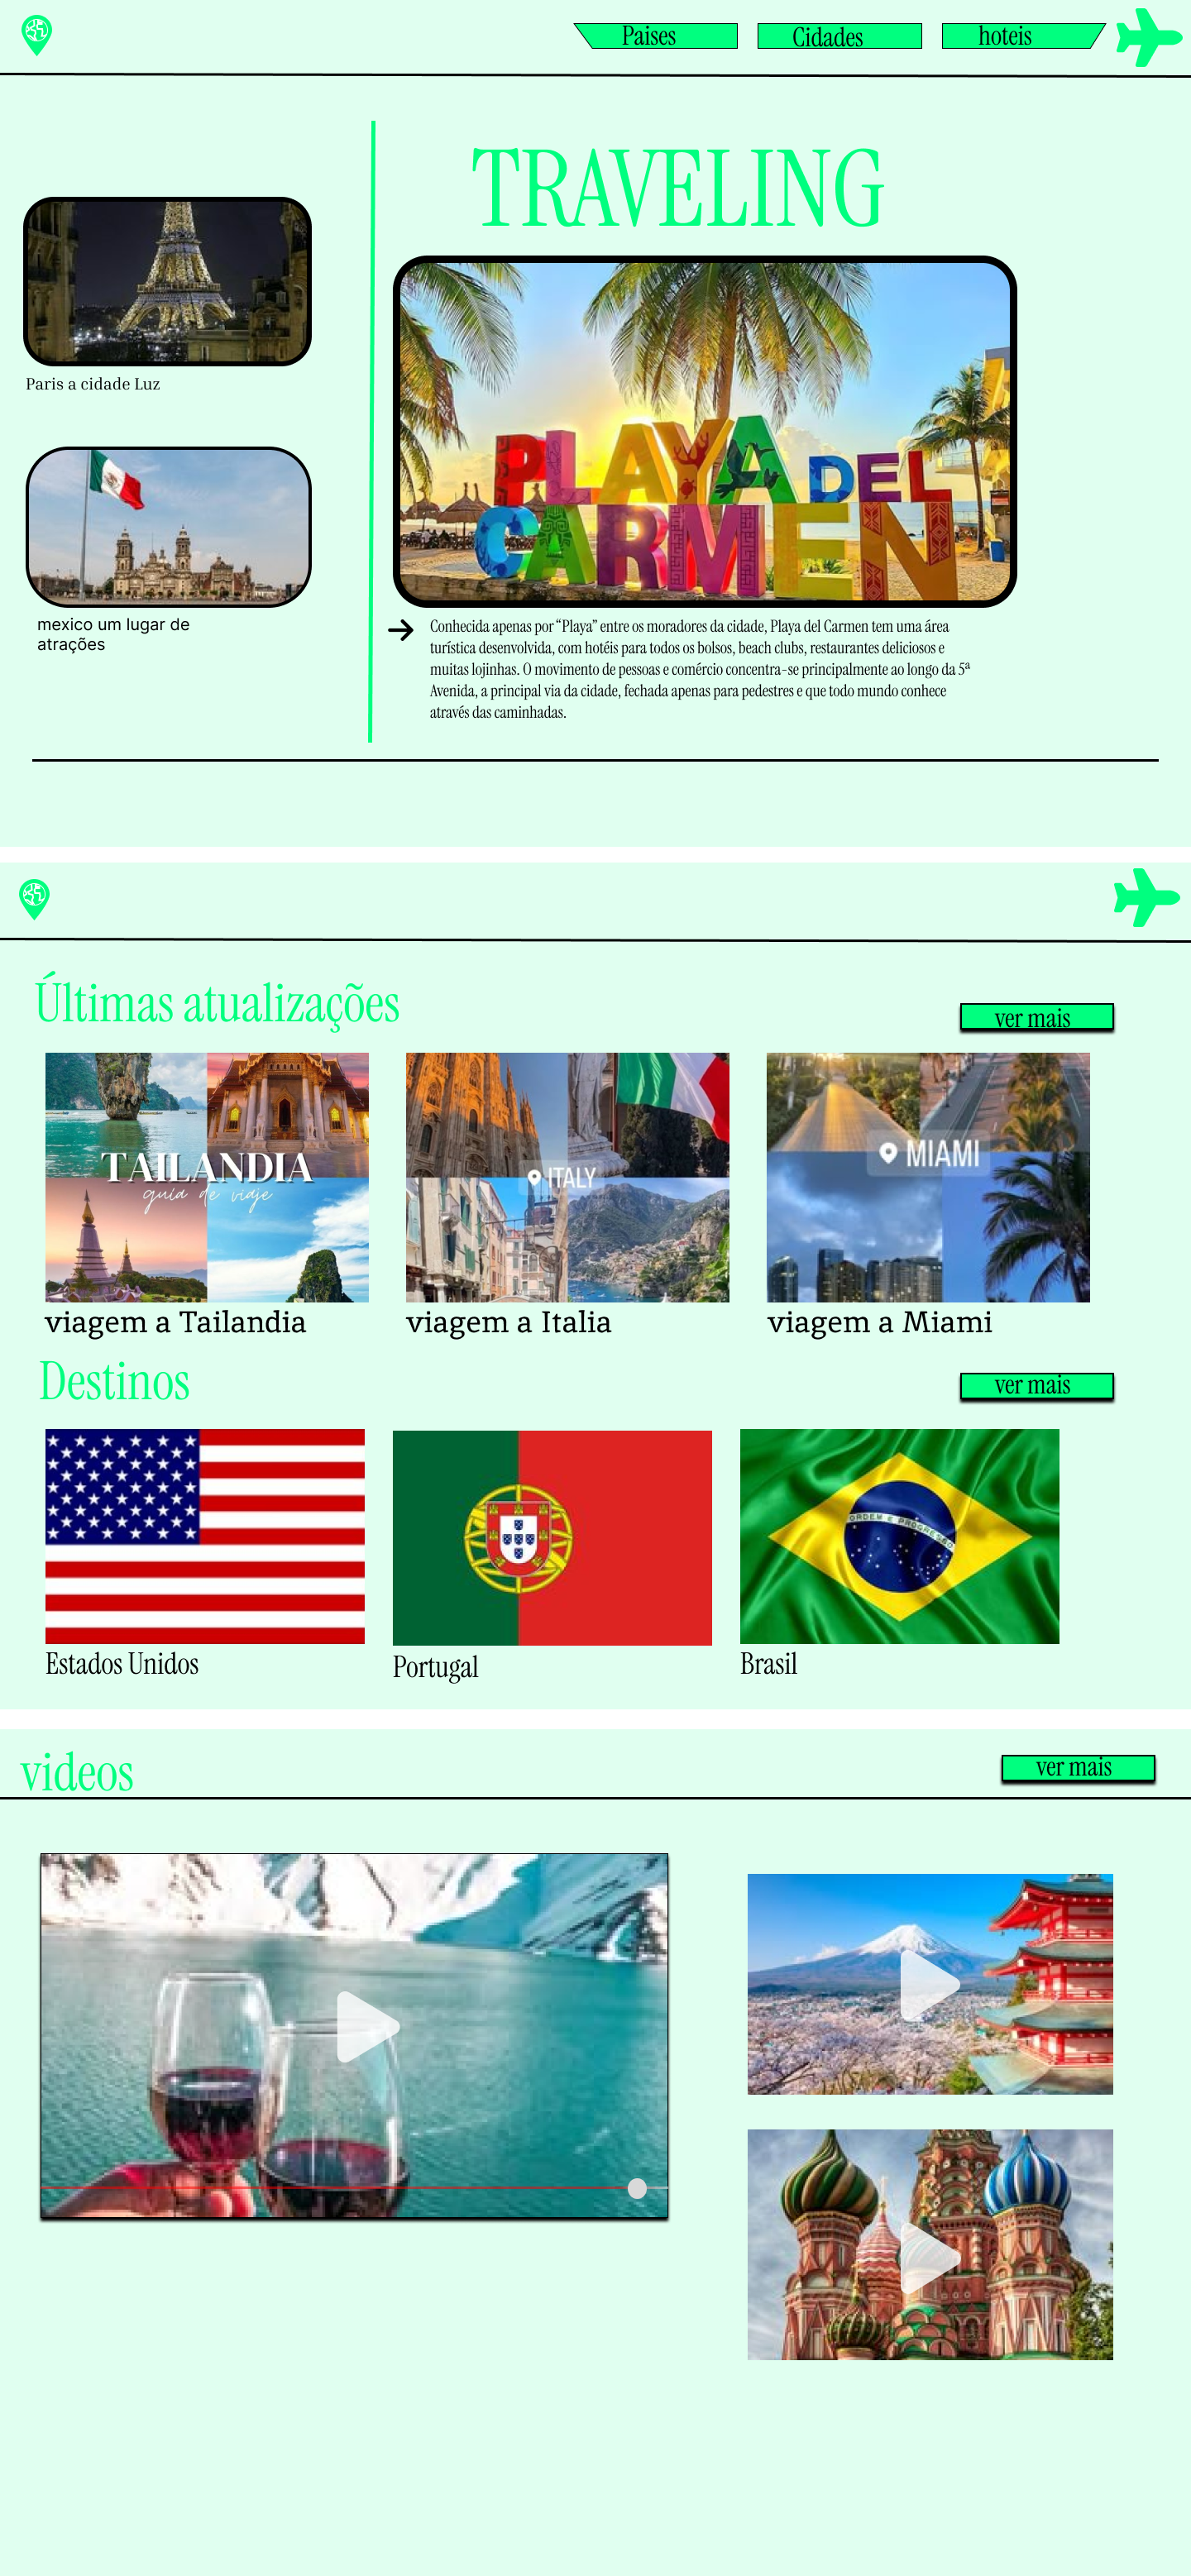 Paises
Cidades
hoteis
TRAVELING
Paris a cidade Luz
mexico um lugar de
atrações
PLAYA DEL
CARMEN
Conhecida apenas por “Playa” entre os moradores da cidade, Playa del Carmen tem uma área
turística desenvolvida, com hotéis para todos os bolsos, beach clubs, restaurantes deliciosos e
muitas lojinhas. O movimento de pessoas e comércio concentra-se principalmente ao longo da 5ª
Avenida, a principal via da cidade, fechada apenas para pedestres e que todo mundo conhece
através das caminhadas.
Últimas atualizações
ver mais
TAILANDIA
guia de viaje
ITALY
MIAMI
viagem a Tailandia
viagem a Italia
viagem a Miami
Destinos
ver mais
ORDEM E PROGRESSO
Estados Unidos
Portugal
Brasil
videos
ver mais